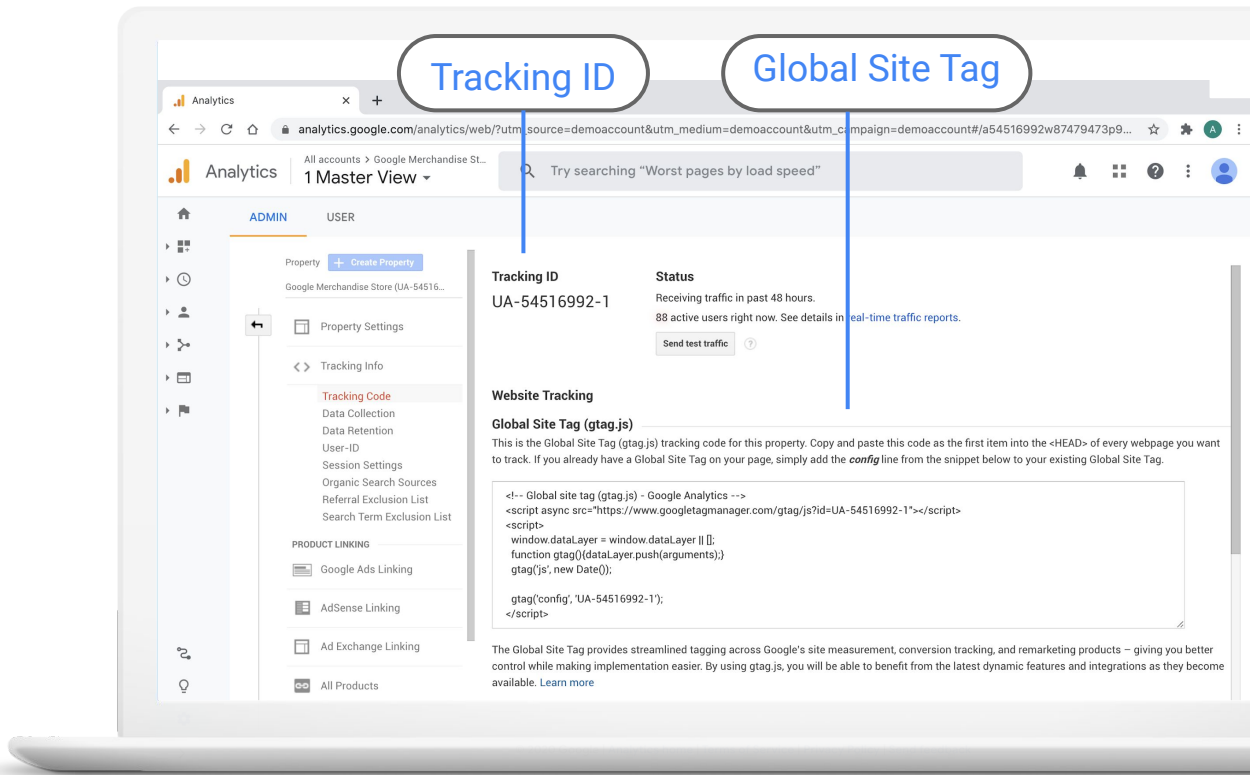 Tracking ID
Global Site Tag
Analytics
analytics.google.com/analytics/web/?utm_source=demoaccount&utm_medium=demoaccount&utm_campaign=demoaccount#/a54516992w87479473p9...
A
Analytics
All accounts > Google Merchandise St...
1 Master View
Try searching “Worst pages by load speed”
ADMIN
USER
Property
+ Create Property
Google Merchandise Store (UA-54516...
Property Settings
Tracking Info
Tracking Code
Data Collection
Data Retention
User-ID
Session Settings
Organic Search Sources
Referral Exclusion List
Search Term Exclusion List
PRODUCT LINKING
Google Ads Linking
AdSense Linking
Ad Exchange Linking
All Products
Tracking ID
UA-54516992-1
Status
Receiving traffic in past 48 hours.
88 active users right now. See details in real-time traffic reports.
Send test traffic
?
Website Tracking
Global Site Tag (gtag.js)
This is the Global Site Tag (gtag.js) tracking code for this property. Copy and paste this code as the first item into the <HEAD> of every webpage you want
to track. If you already have a Global Site Tag on your page, simply add the config line from the snippet below to your existing Global Site Tag.
<!-- Global site tag (gtag.js) - Google Analytics -->
<script async src="https://www.googletagmanager.com/gtag/js?id=UA-54516992-1"></script>
<script>
window.dataLayer = window.dataLayer || [];
function gtag(){dataLayer.push(arguments);}
gtag('js', new Date());
gtag('config', 'UA-54516992-1');
</script>
The Global Site Tag provides streamlined tagging across Google's site measurement, conversion tracking, and remarketing products – giving you better
control while making implementation easier. By using gtag.js, you will be able to benefit from the latest dynamic features and integrations as they become
available. Learn more